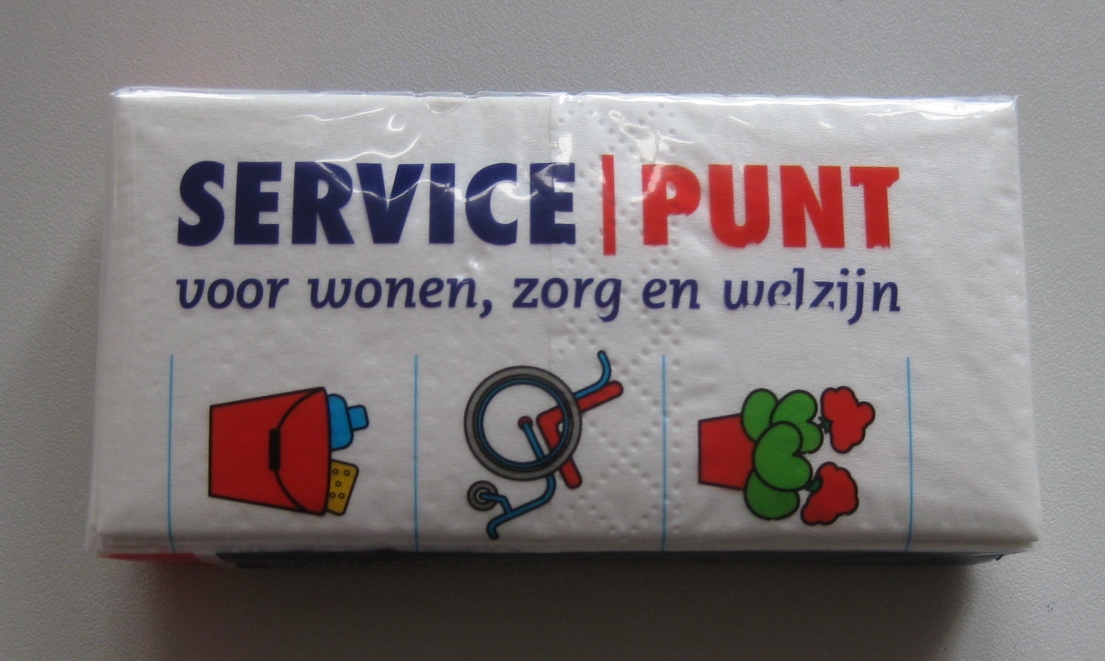 SERVICE|PUNT
voor wonen, zorg en welzijn